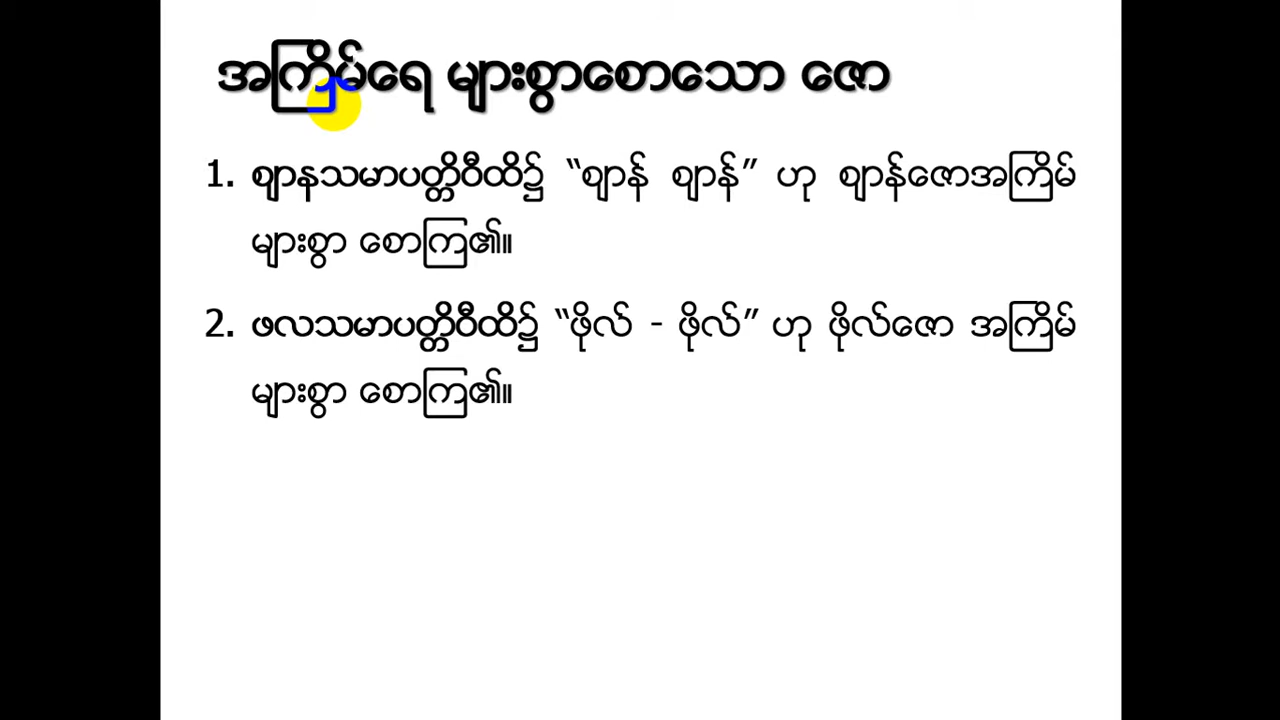 အကြိမ်ရေ များစွာစောသော ဇော
1. ဈာနသမာပတ္တိဝီထိ၌ “ဈာန် ဈာန်” ဟု ဈာန်ဇောအကြိမ်
များစွာ စောကြ၏။
2. ဖလသမာပတ္တိဝီထိ၌ “ဖိုလ် - ဖိုလ်” ဟု ဖိုလ်ဇော အကြိမ်
များစွာ စောကြ၏။